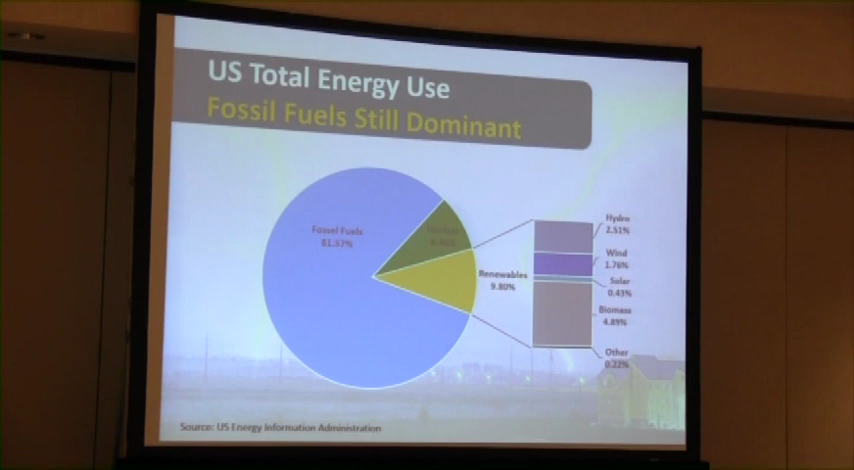 US Total Energy Use
Fossil Fuels Still Dominant
Fossel Fuels
81.57%
Renewables
9.80%
Hydro
2.51%
Wind
1.76%
Solar
0.43%
Biomass
4.89%
Other
0.22%
Source: US Energy Information Administration